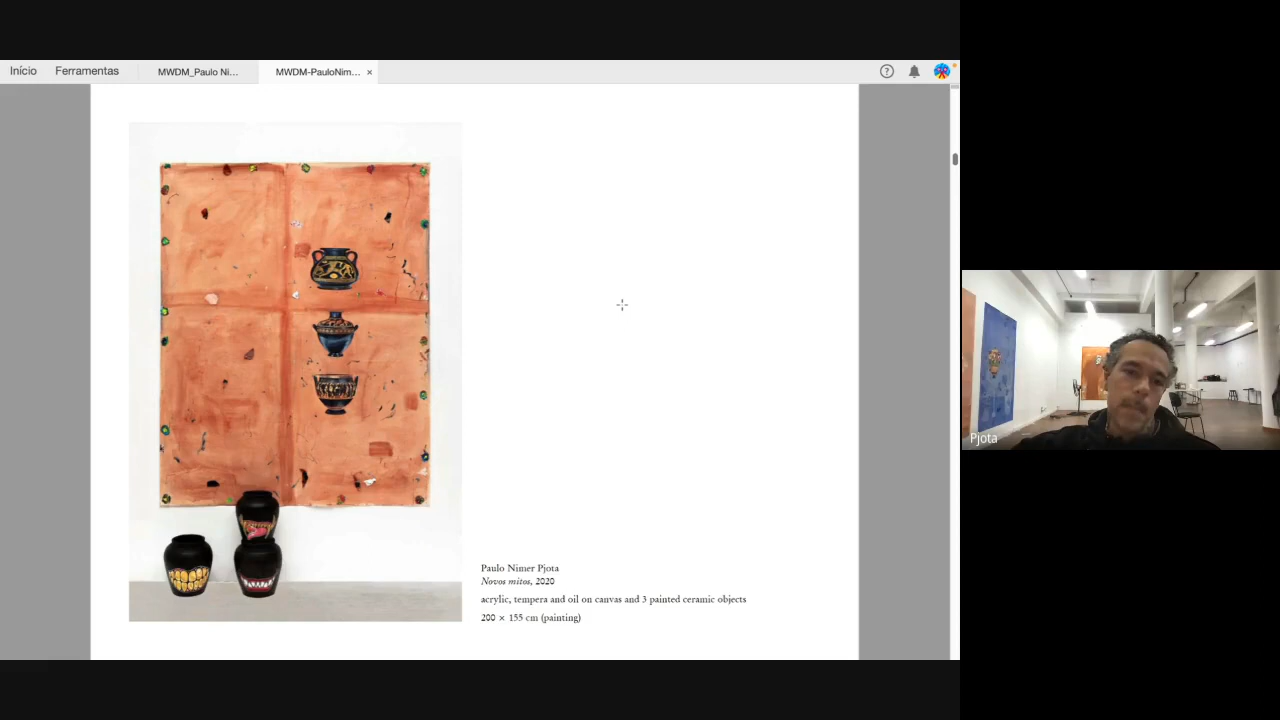 Início Ferramentas MWDM_Paulo Ni... MWDM-PauloNim... ×
Paulo Nimer Pjota
Novos mitos, 2020
acrylic, tempera and oil on canvas and 3 painted ceramic objects
200 × 155 cm (painting)
Pjota